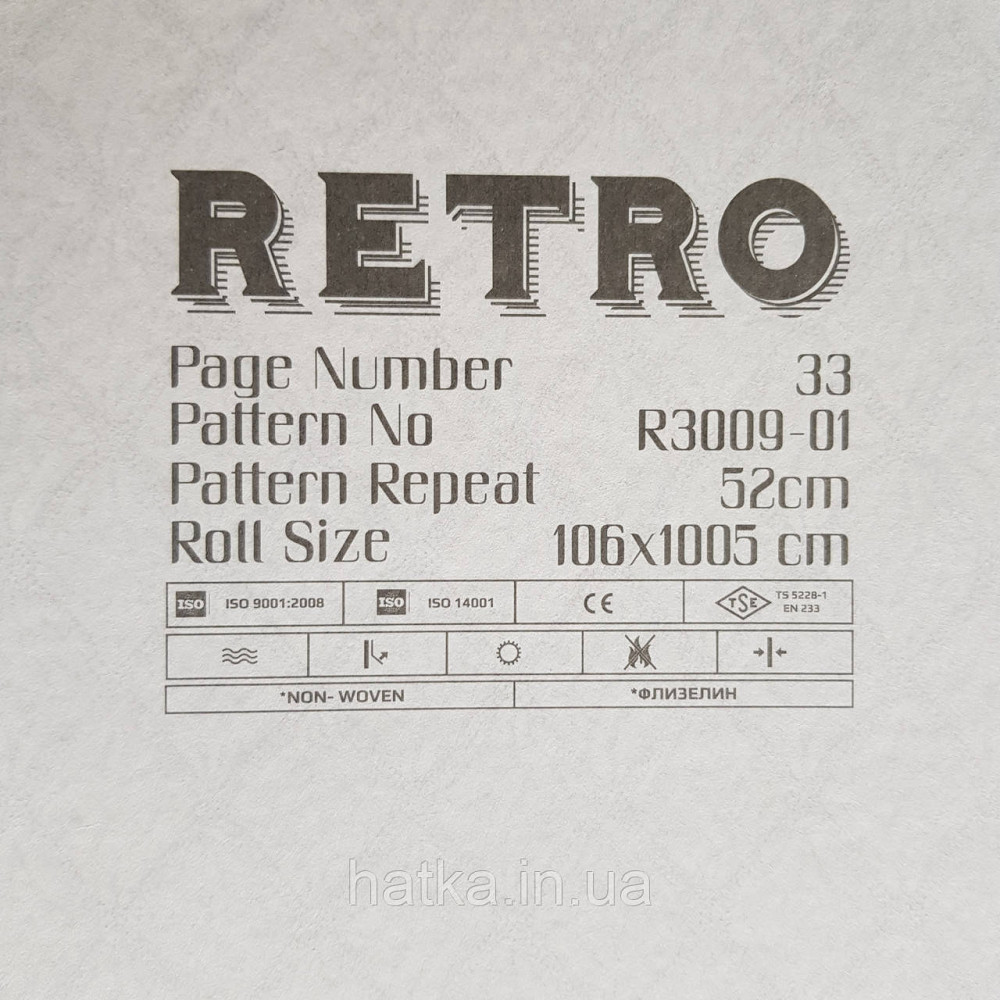 RETRO
Page Number 33
Pattern No R3009-01
Pattern Repeat 52cm
Roll Size 106x1005 cm
ISO ISO 9001:2008 ISO ISO 14001 CE TSE TS 5228-1
EN 233
*NON- WOVEN *ФЛИЗЕЛИН
hatka.in.ua